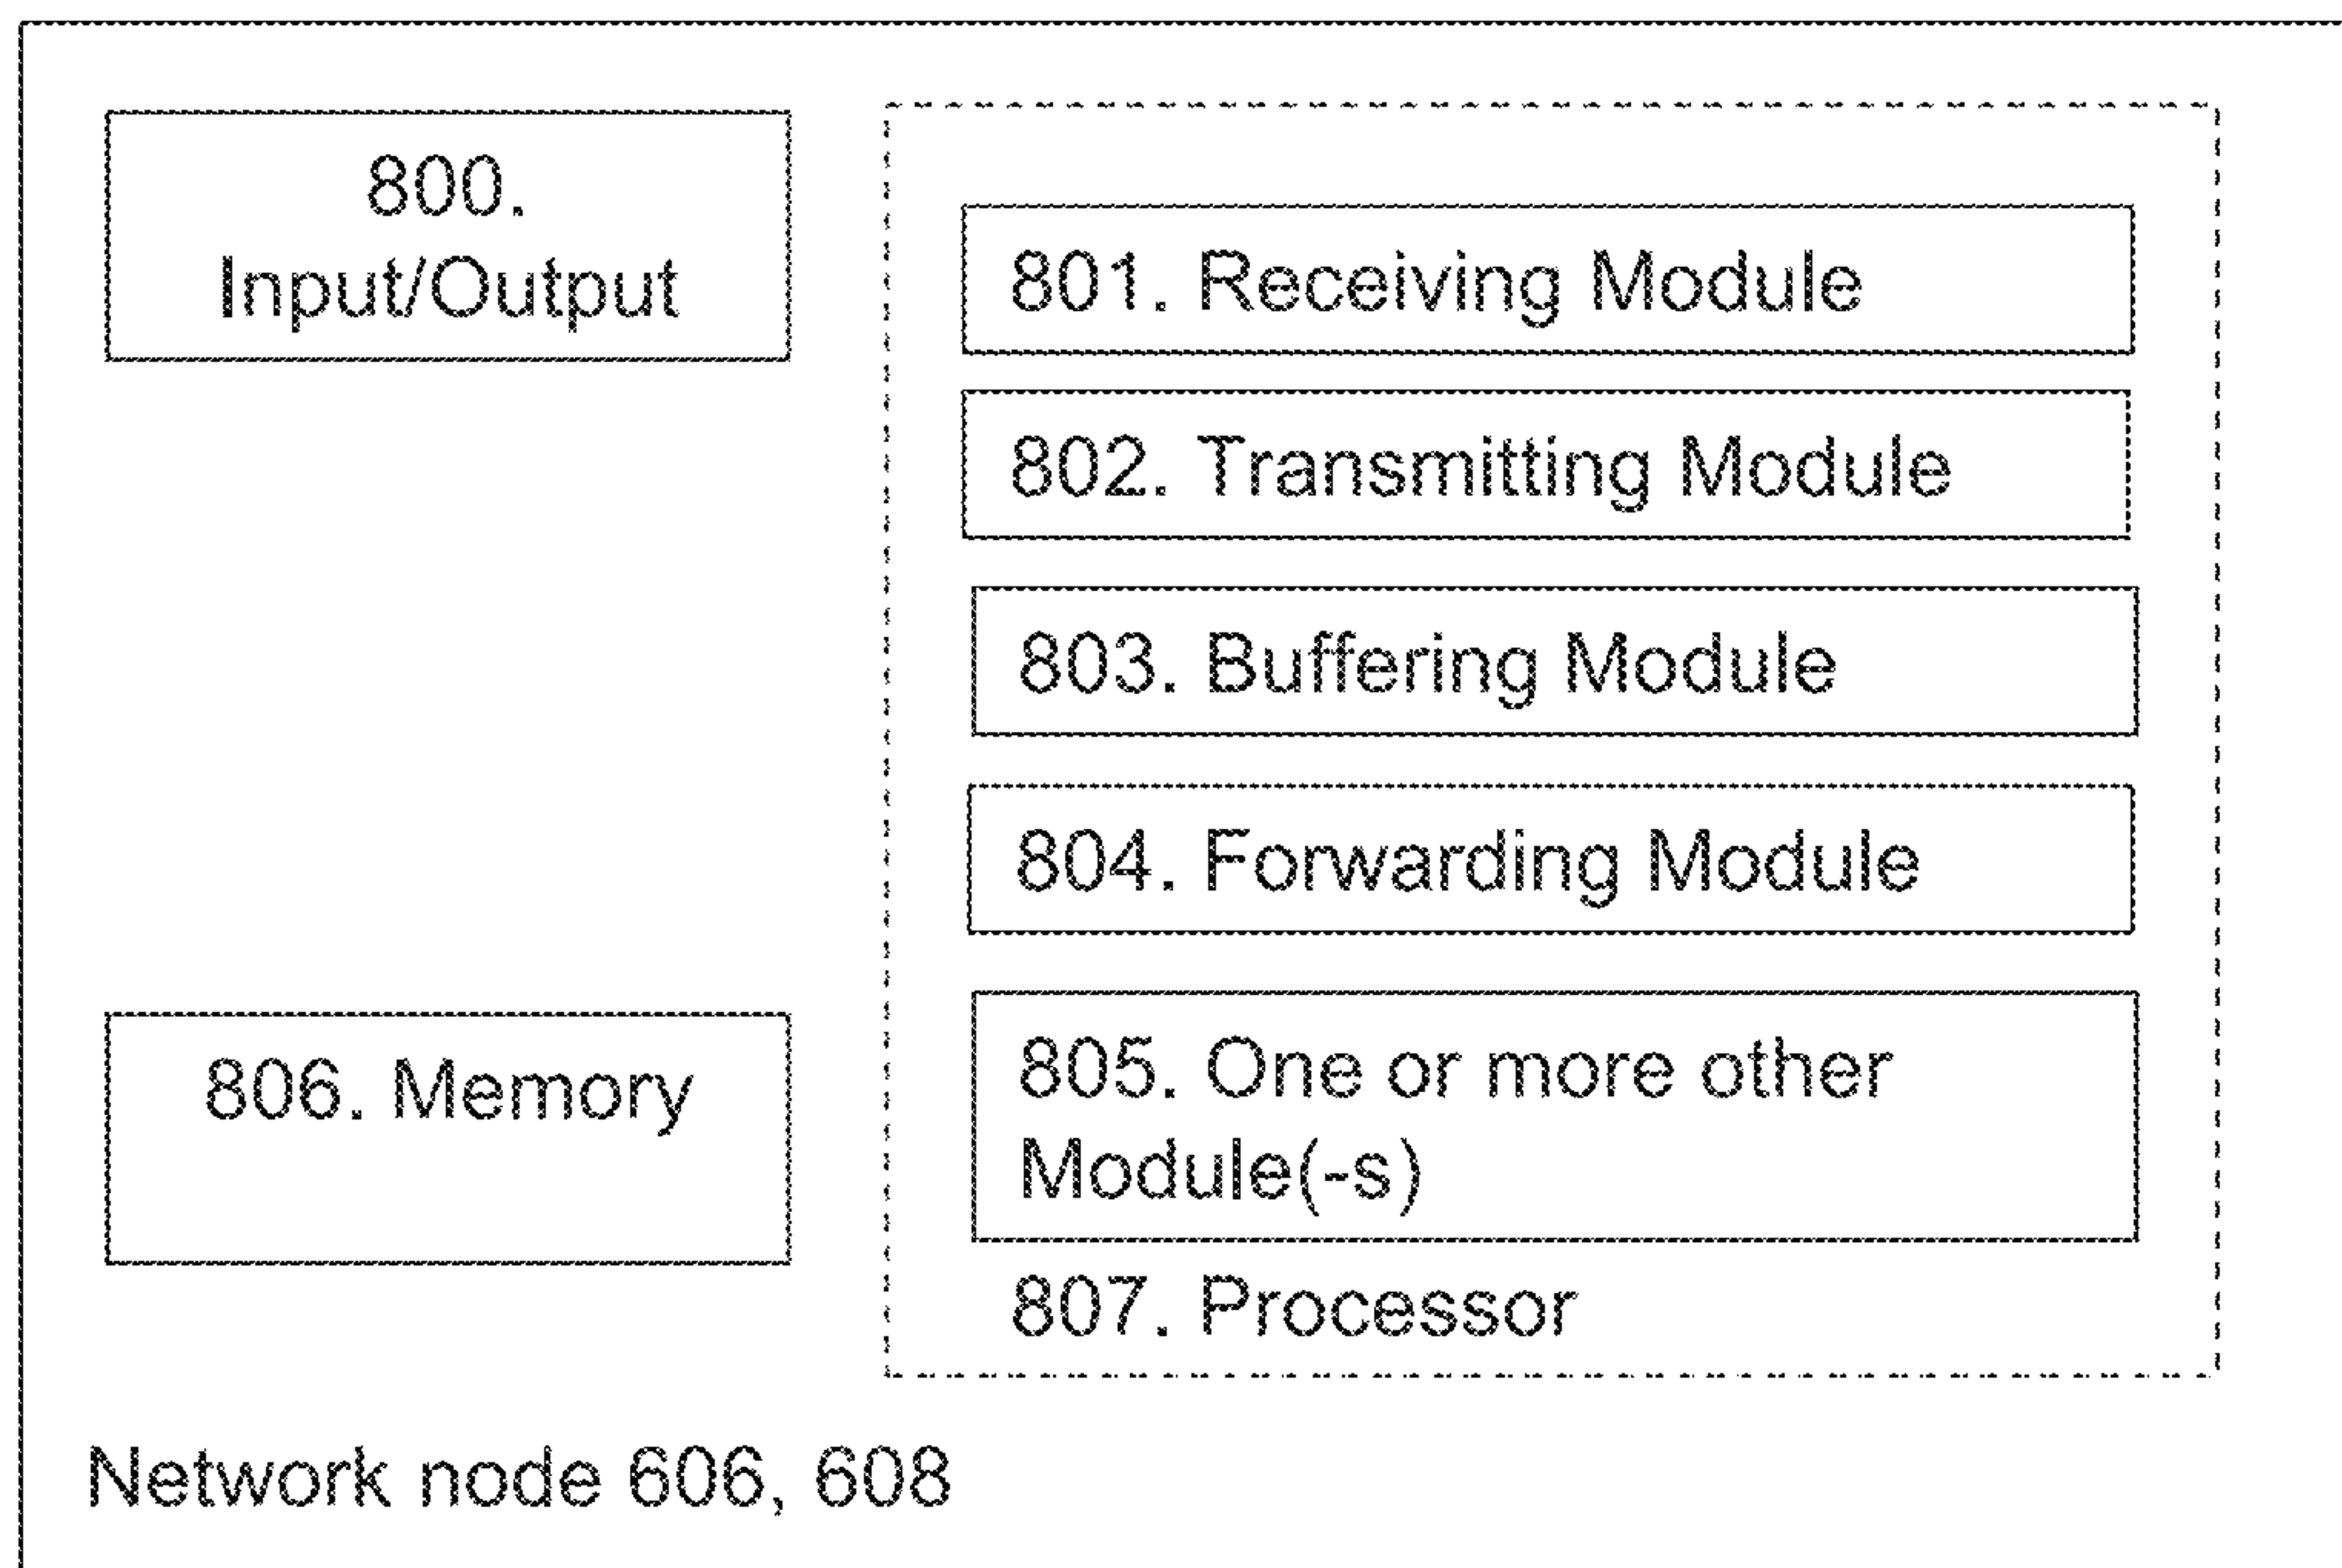 800.
Input/Output
801. Receiving Module
802. Transmitting Module
803. Buffering Module
804. Forwarding Module
805. One or more other
Module(-s)
806. Memory
807. Processor
Network node 606, 608